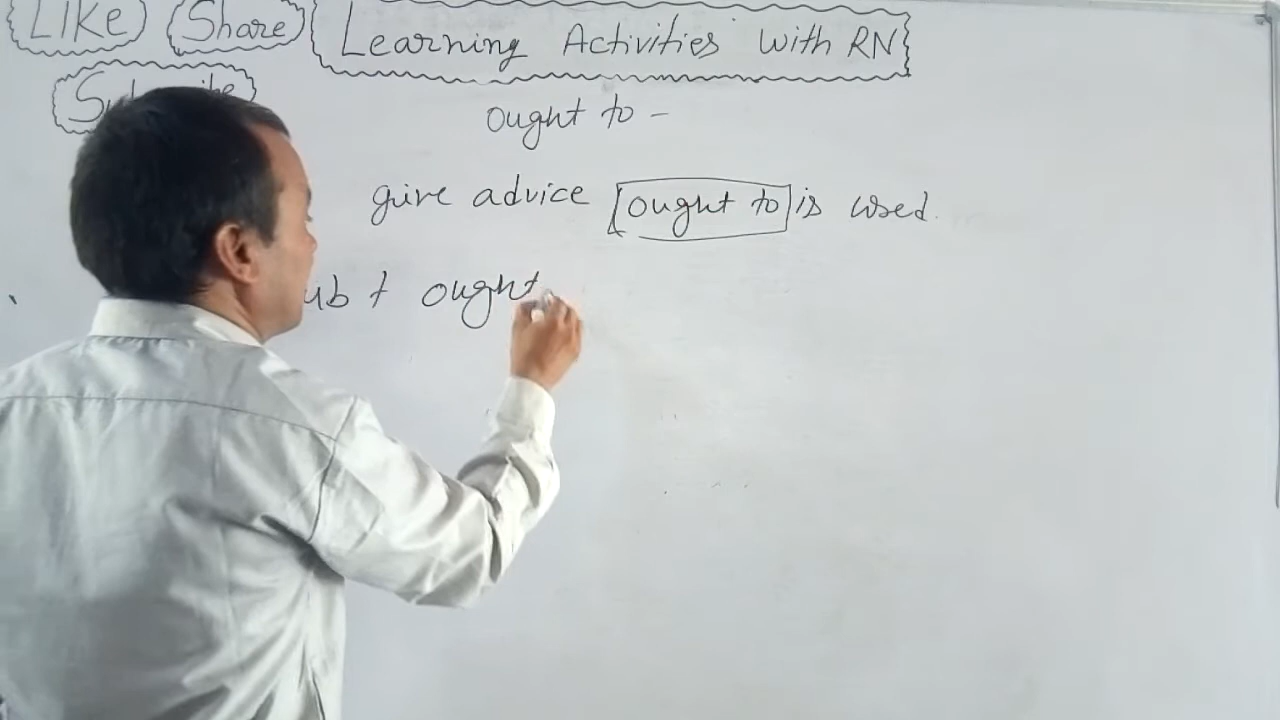 Like Share Learning Activities With RN
ought to -
give advice ought to is used.
ub + ought